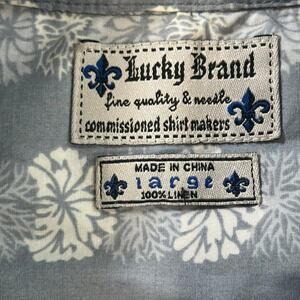 Lucky Brand
fine quality & needle
commissioned shirt makers
MADE IN CHINA
large
100% LINEN